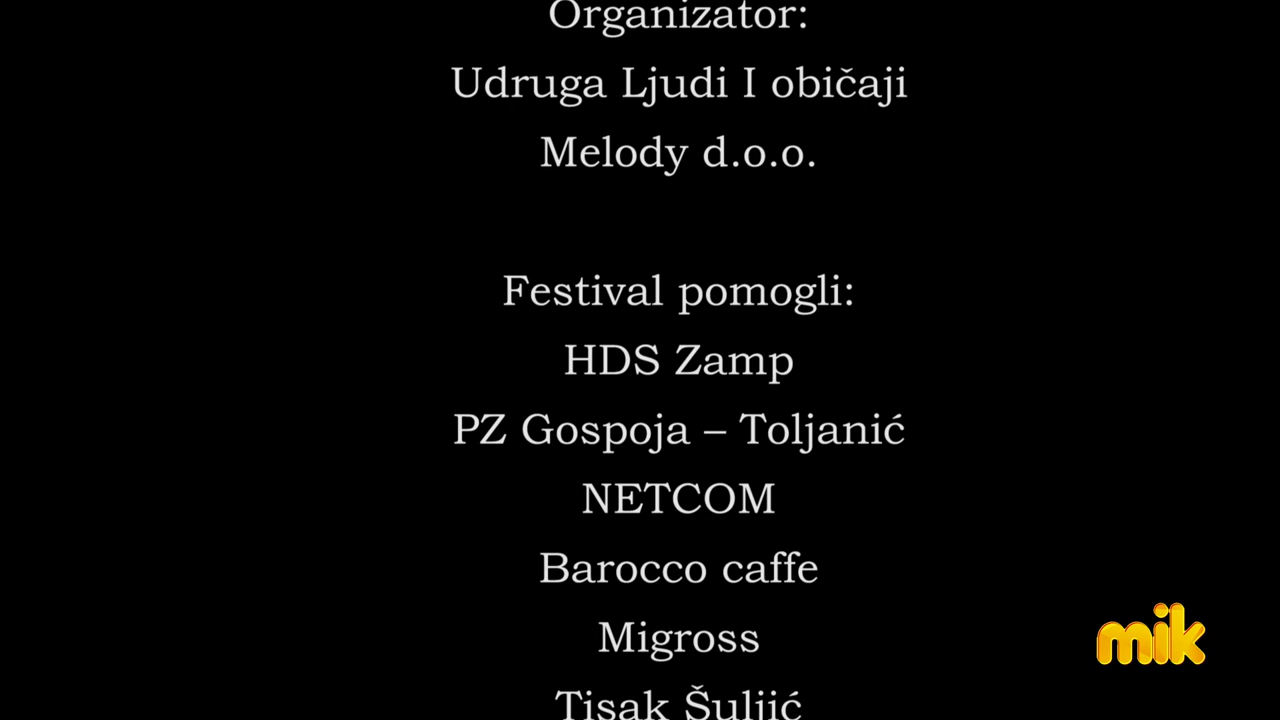 Organizator:
Udruga Ljudi I običaji
Melody d.o.o.
Festival pomogli:
HDS Zamp
PZ Gospoja – Toljanić
NETCOM
Barocco caffe
Migross
Tisak Šuljić
mik